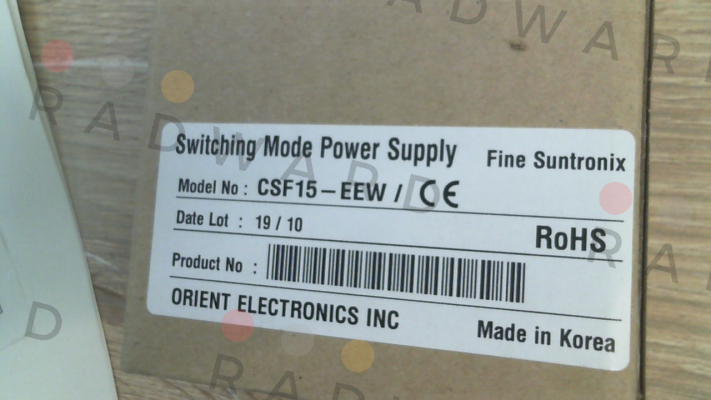 RADWARD
Switching Mode Power Supply
Fine Suntronix
Model No : CSF15-EEW / CE
Date Lot : 19 / 10
RoHS
Product No :
ORIENT ELECTRONICS INC
Made in Korea